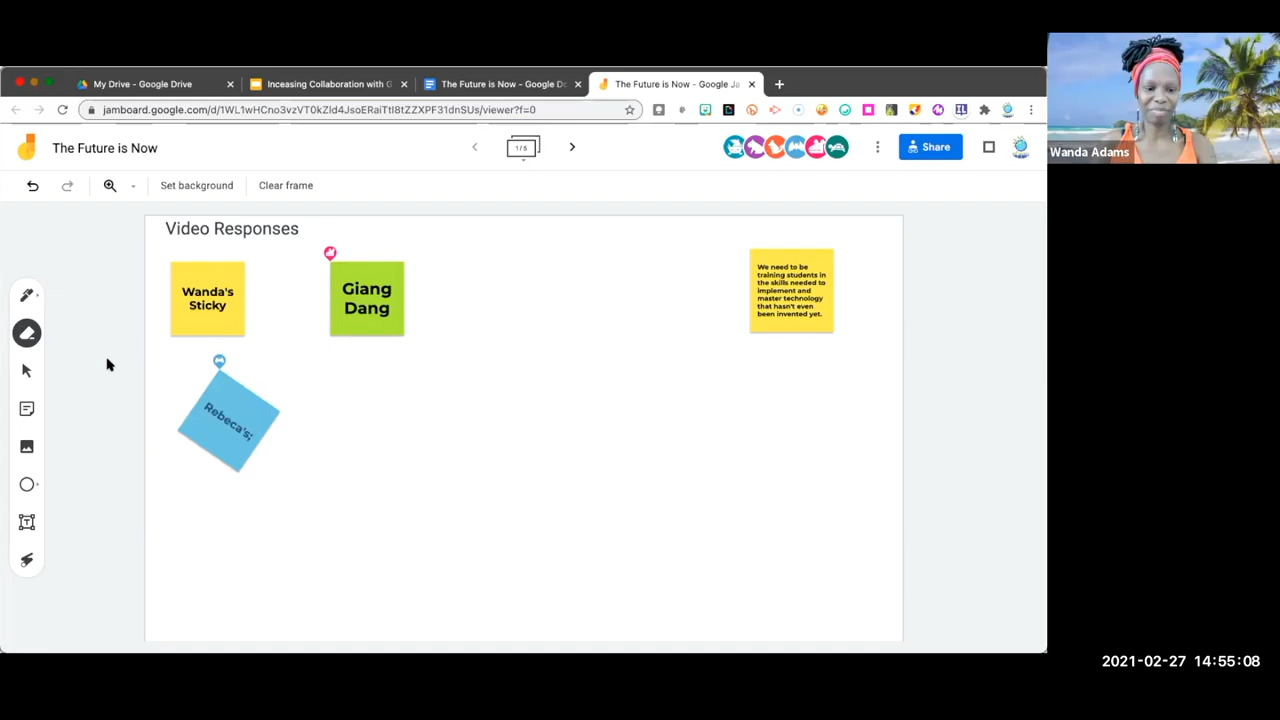 My Drive - Google Drive
Inceasing Collaboration with G
The Future is Now - Google Do
The Future is Now - Google Ja
jamboard.google.com/d/1WL1wHCno3vzVT0kZld4JsoERaiTtI8tZZXPF31dnSUs/viewer?f=0
The Future is Now
1/5
Share
Set background
Clear frame
Wanda Adams
Video Responses
Wanda's
Sticky
Giang
Dang
We need to be
training students in
the skills needed to
implement and
master technology
that hasn't even
been invented yet.
Rebeca's;
2021-02-27 14:55:08